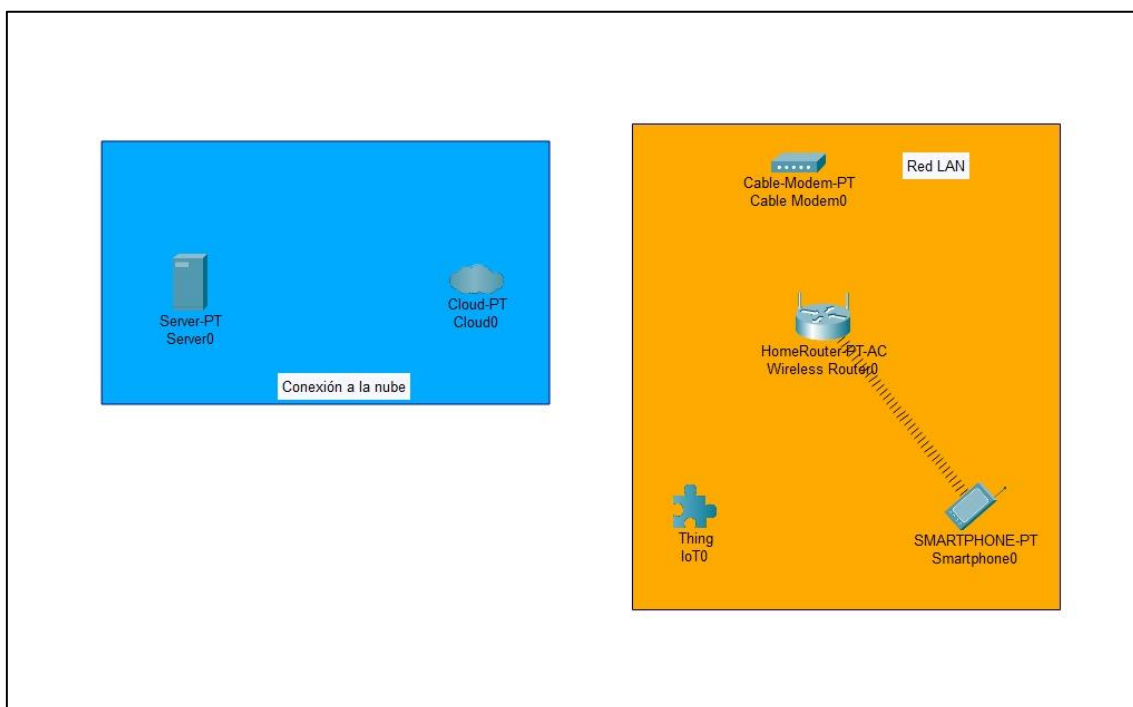 Server-PT
Server0
Cloud-PT
Cloud0
Conexión a la nube
Cable-Modem-PT
Cable Modem0
Red LAN
HomeRouter-PT-AC
Wireless Router0
Thing
IoT0
SMARTPHONE-PT
Smartphone0